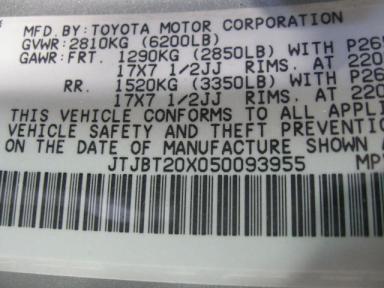 MFD.BY:TOYOTA MOTOR CORPORATION
GVWR:2810KG (6200LB)
GAWR:FRT. 1290KG (2850LB) WITH P265
17X7 1/2JJ RIMS. AT 220
RR. 1520KG (3350LB) WITH P26
17X7 1/2JJ RIMS. AT 220
THIS VEHICLE CONFORMS TO ALL APPLI
VEHICLE SAFETY AND THEFT PREVENTIO
ON THE DATE OF MANUFACTURE SHOWN A
JTJBT20X050093955 MP